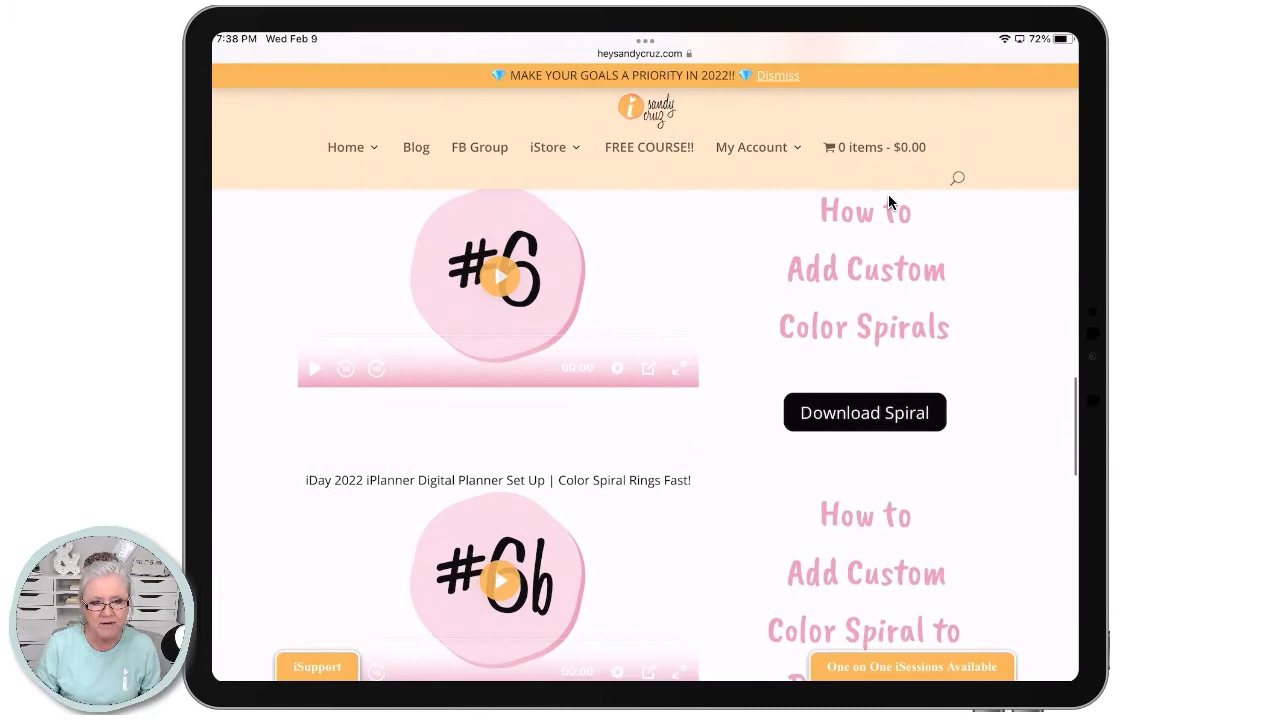 7:38 PM Wed Feb 9
72%
heysandycruz.com
💎 MAKE YOUR GOALS A PRIORITY IN 2022!! 💎 Dismiss
i sandy
cruz
Home
Blog
FB Group
iStore
FREE COURSE!!
My Account
0 items - $0.00
#6
How to
Add Custom
Color Spirals
00:00
Download Spiral
iDay 2022 iPlanner Digital Planner Set Up | Color Spiral Rings Fast!
#6b
How to
Add Custom
Color Spiral to
00:00
iSupport
One on One iSessions Available
&
i